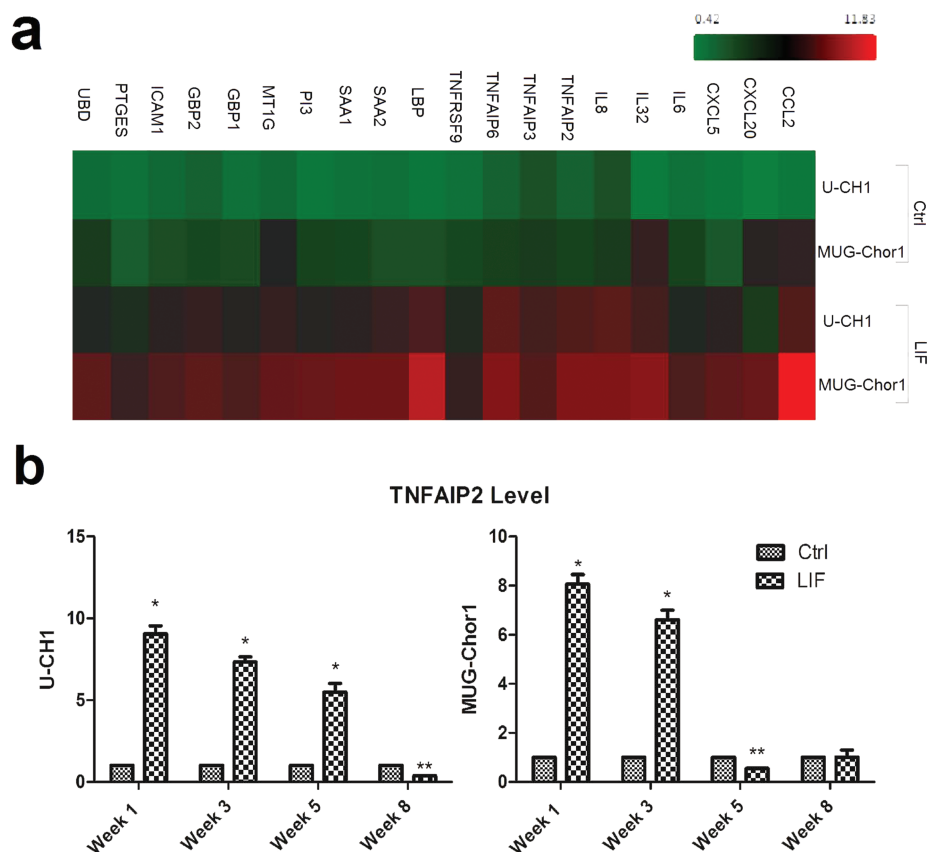 a
0.42 11.83
UBD PTGES ICAM1 GBP2 GBP1 MT1G PI3 SAA1 SAA2 LBP TNFRSF9 TNFAIP6 TNFAIP3 TNFAIP2 IL8 IL32 IL6 CXCL5 CXCL20 CCL2
U-CH1
MUG-Chor1
Ctrl
U-CH1
MUG-Chor1
LIF
b
TNFAIP2 Level
U-CH1
15
10
5
0
* * * **
Week 1 Week 3 Week 5 Week 8
MUG-Chor1
10
8
6
4
2
0
* * **
Week 1 Week 3 Week 5 Week 8
Ctrl
LIF